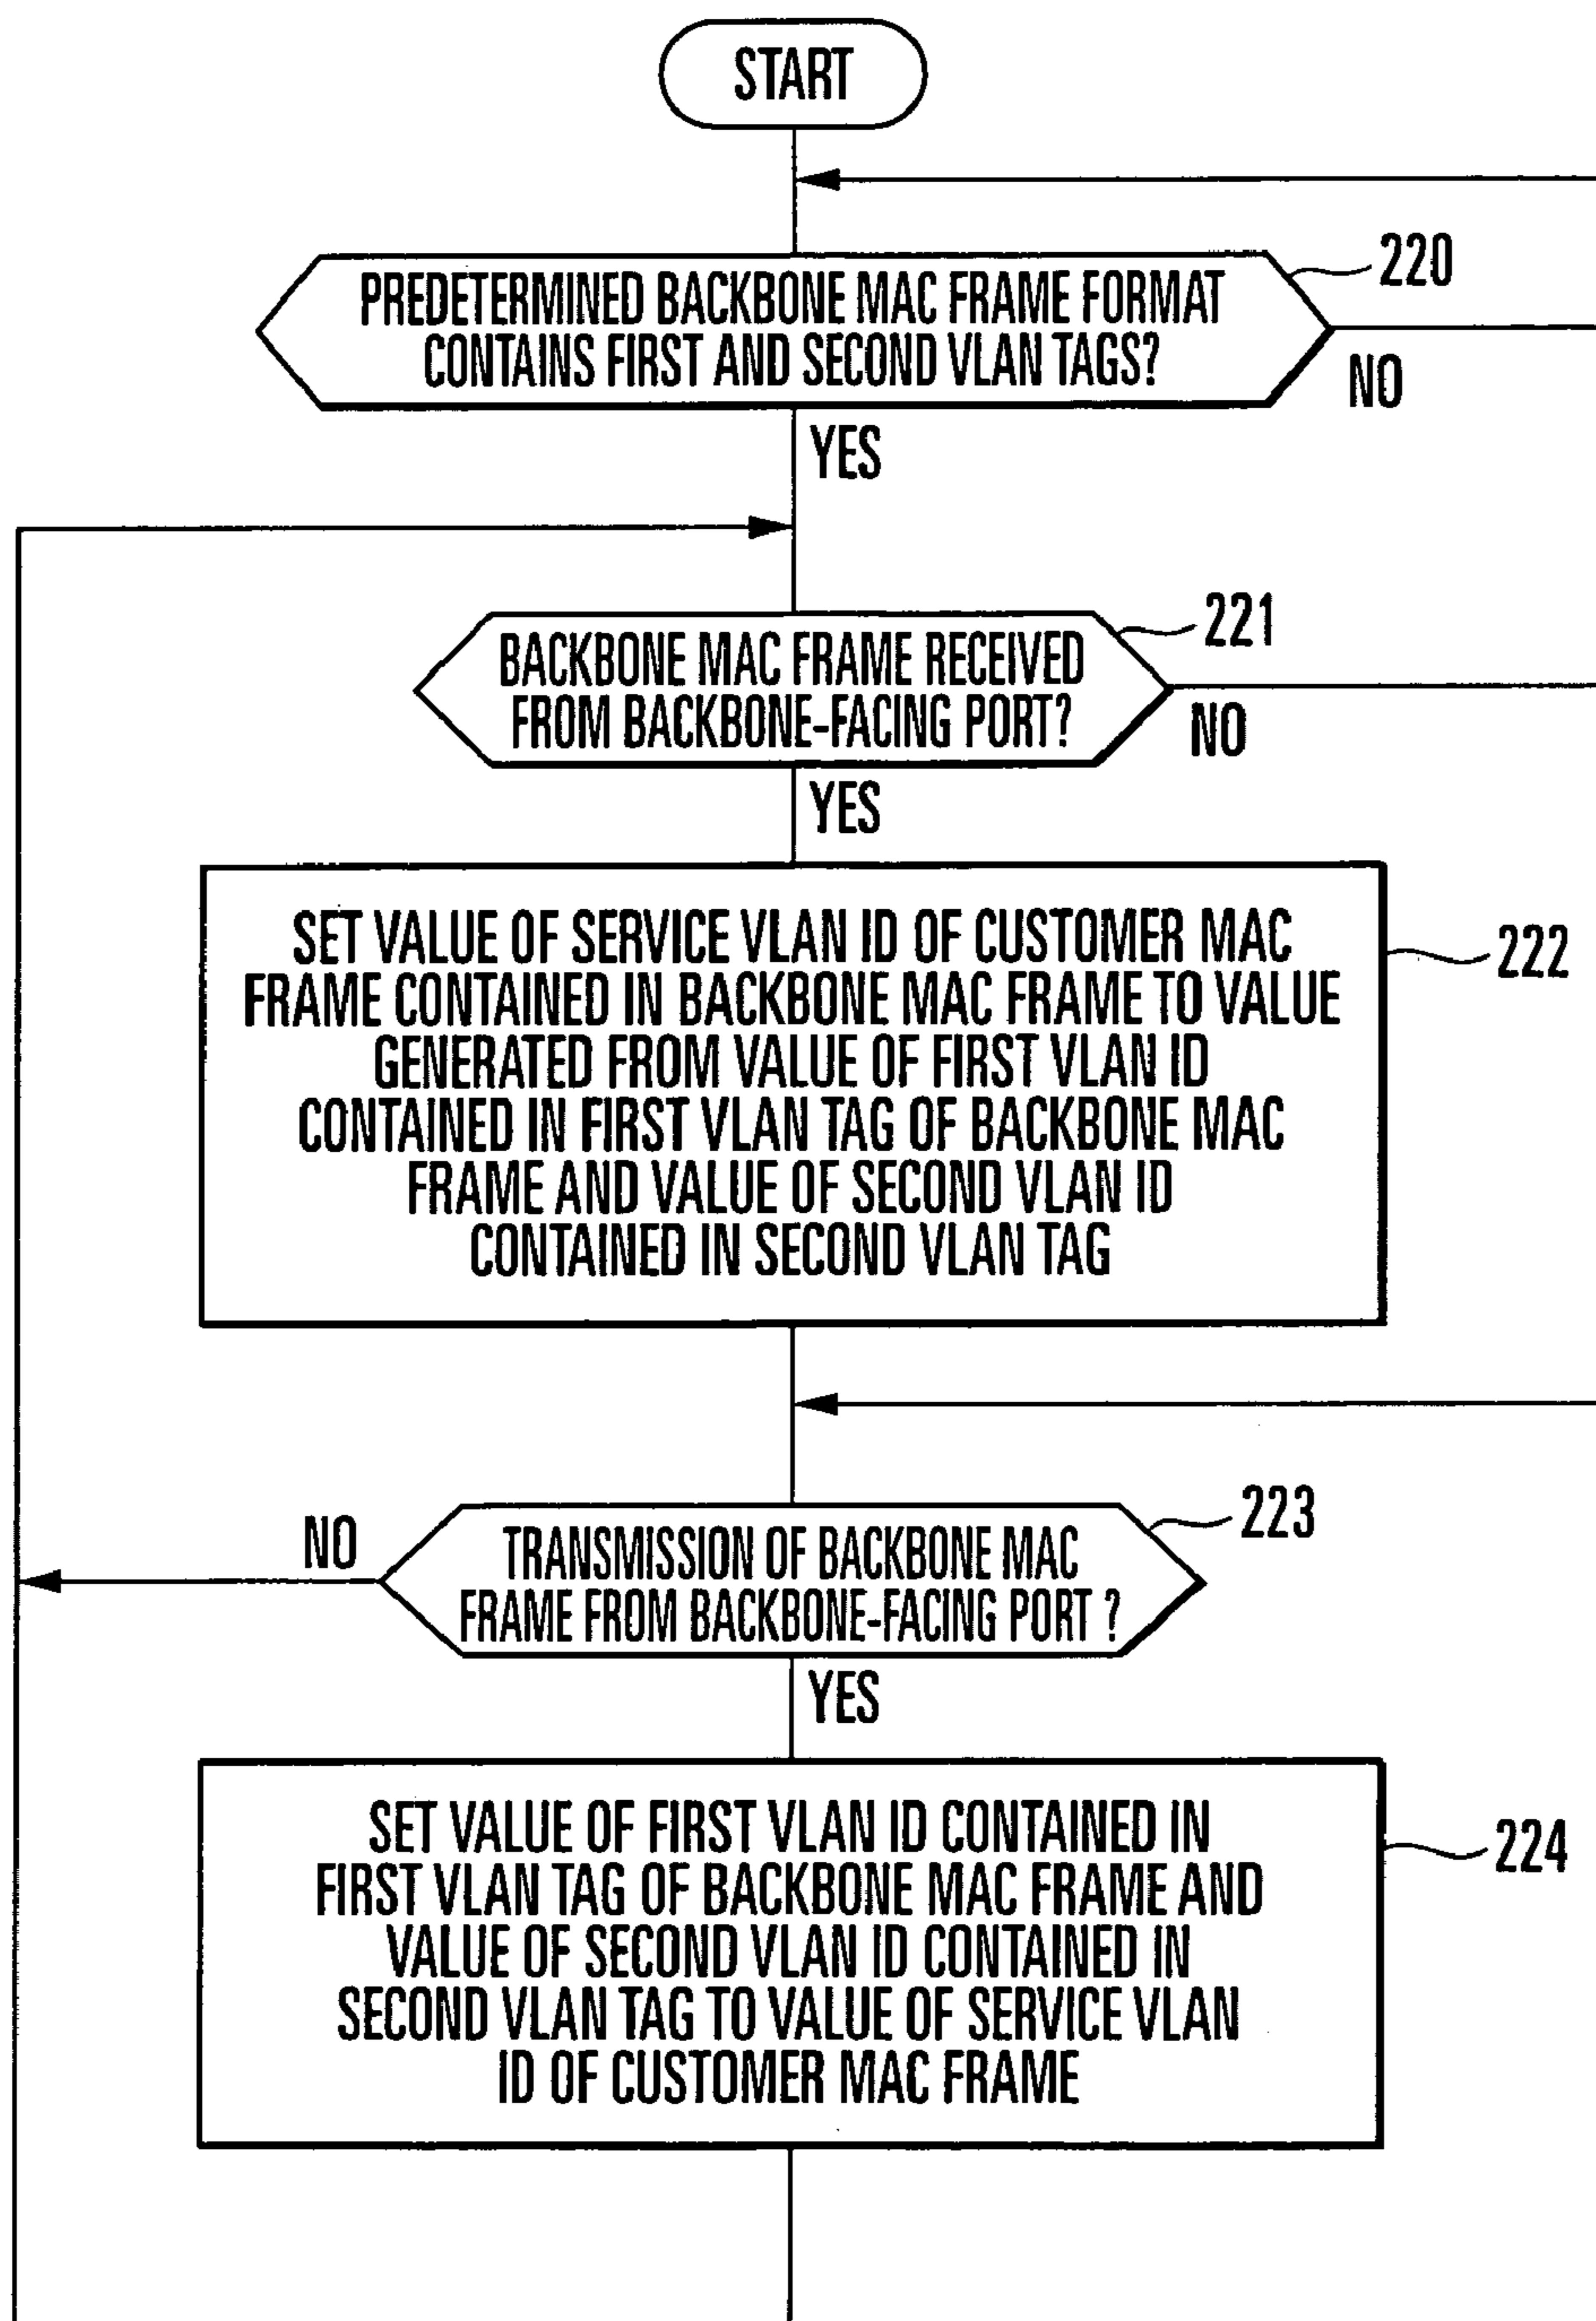 START
220
PREDETERMINED BACKBONE MAC FRAME FORMAT
CONTAINS FIRST AND SECOND VLAN TAGS?
NO
YES
221
BACKBONE MAC FRAME RECEIVED
FROM BACKBONE-FACING PORT?
NO
YES
SET VALUE OF SERVICE VLAN ID OF CUSTOMER MAC
FRAME CONTAINED IN BACKBONE MAC FRAME TO VALUE
GENERATED FROM VALUE OF FIRST VLAN ID
CONTAINED IN FIRST VLAN TAG OF BACKBONE MAC
FRAME AND VALUE OF SECOND VLAN ID
CONTAINED IN SECOND VLAN TAG
222
223
NO
TRANSMISSION OF BACKBONE MAC
FRAME FROM BACKBONE-FACING PORT ?
YES
SET VALUE OF FIRST VLAN ID CONTAINED IN
FIRST VLAN TAG OF BACKBONE MAC FRAME AND
VALUE OF SECOND VLAN ID CONTAINED IN
SECOND VLAN TAG TO VALUE OF SERVICE VLAN
ID OF CUSTOMER MAC FRAME
224